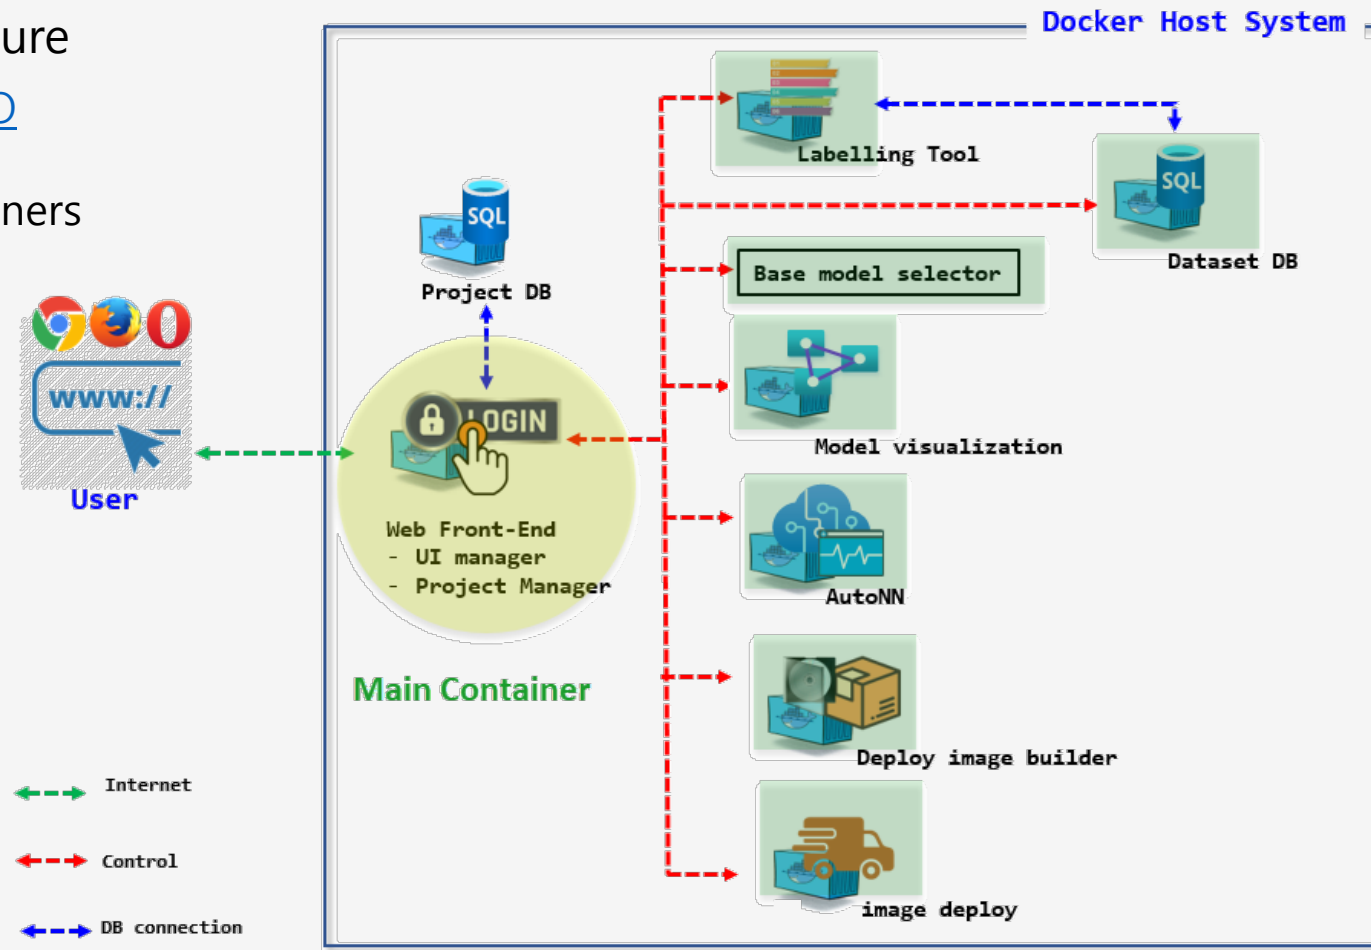 Docker Host System
ure
O
ners
Labelling Tool
SQL
Dataset DB
SQL
Project DB
Base model selector
www://
User
LOGIN
Web Front-End
- UI manager
- Project Manager
Main Container
Model visualization
AutoNN
Deploy image builder
image deploy
Internet
Control
DB connection